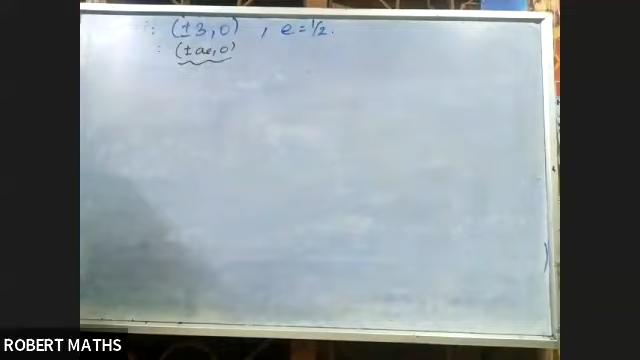 : (±3, 0) , e = 1/2.
: (±ae, 0)
ROBERT MATHS